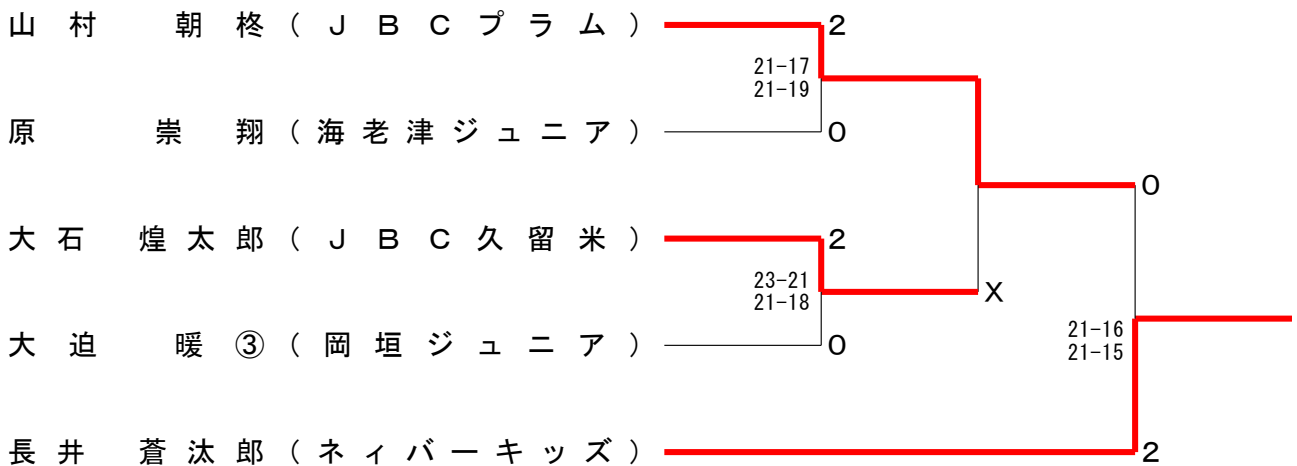 山村 朝柊 (JBCプラム) 2
21-17
21-19
原 崇翔 (海老津ジュニア) 0
0
大石 煌太郎 (JBC久留米) 2
23-21
21-18
X
21-16
21-15
大迫 暖③ (岡垣ジュニア) 0
長井 蒼汰郎 (ネィバーキッズ) 2